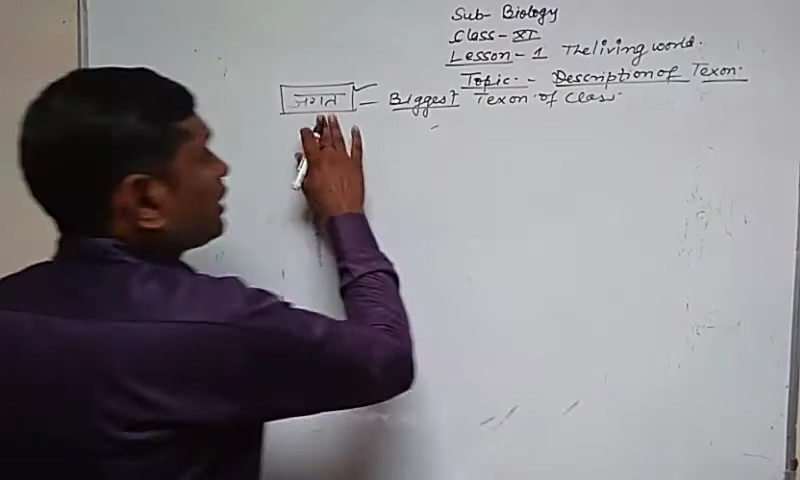 Sub- Biology
Class- XI
Lesson- 1 The living world.
Topic. - Description of Texon.
जगत = Biggest Texon of Class